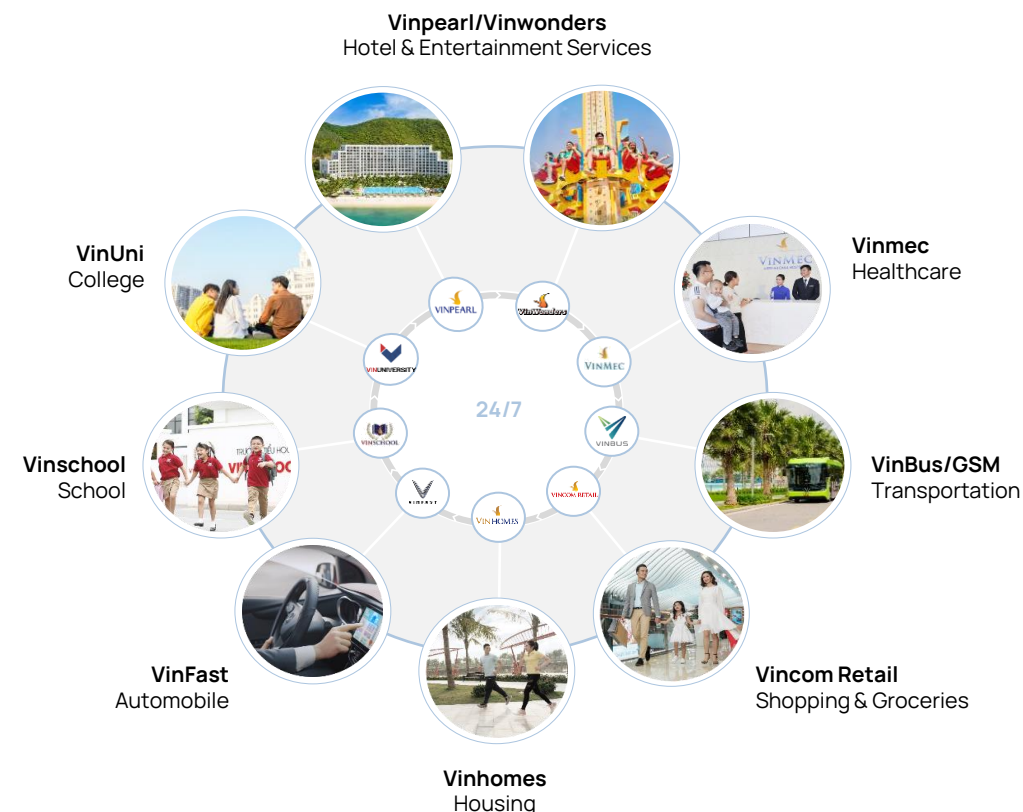 Vinpearl/Vinwonders
Hotel & Entertainment Services
VinUni
College
Vinmec
Healthcare
VINMEC
VINPEARL
VinWonders
VINUNIVERSITY
VINMEC
24/7
VINSCHOOL
VINBUS
Vinschool
School
VinBus/GSM
Transportation
VINFAST
VINCOM RETAIL
VINHOMES
VinFast
Automobile
Vincom Retail
Shopping & Groceries
Vinhomes
Housing